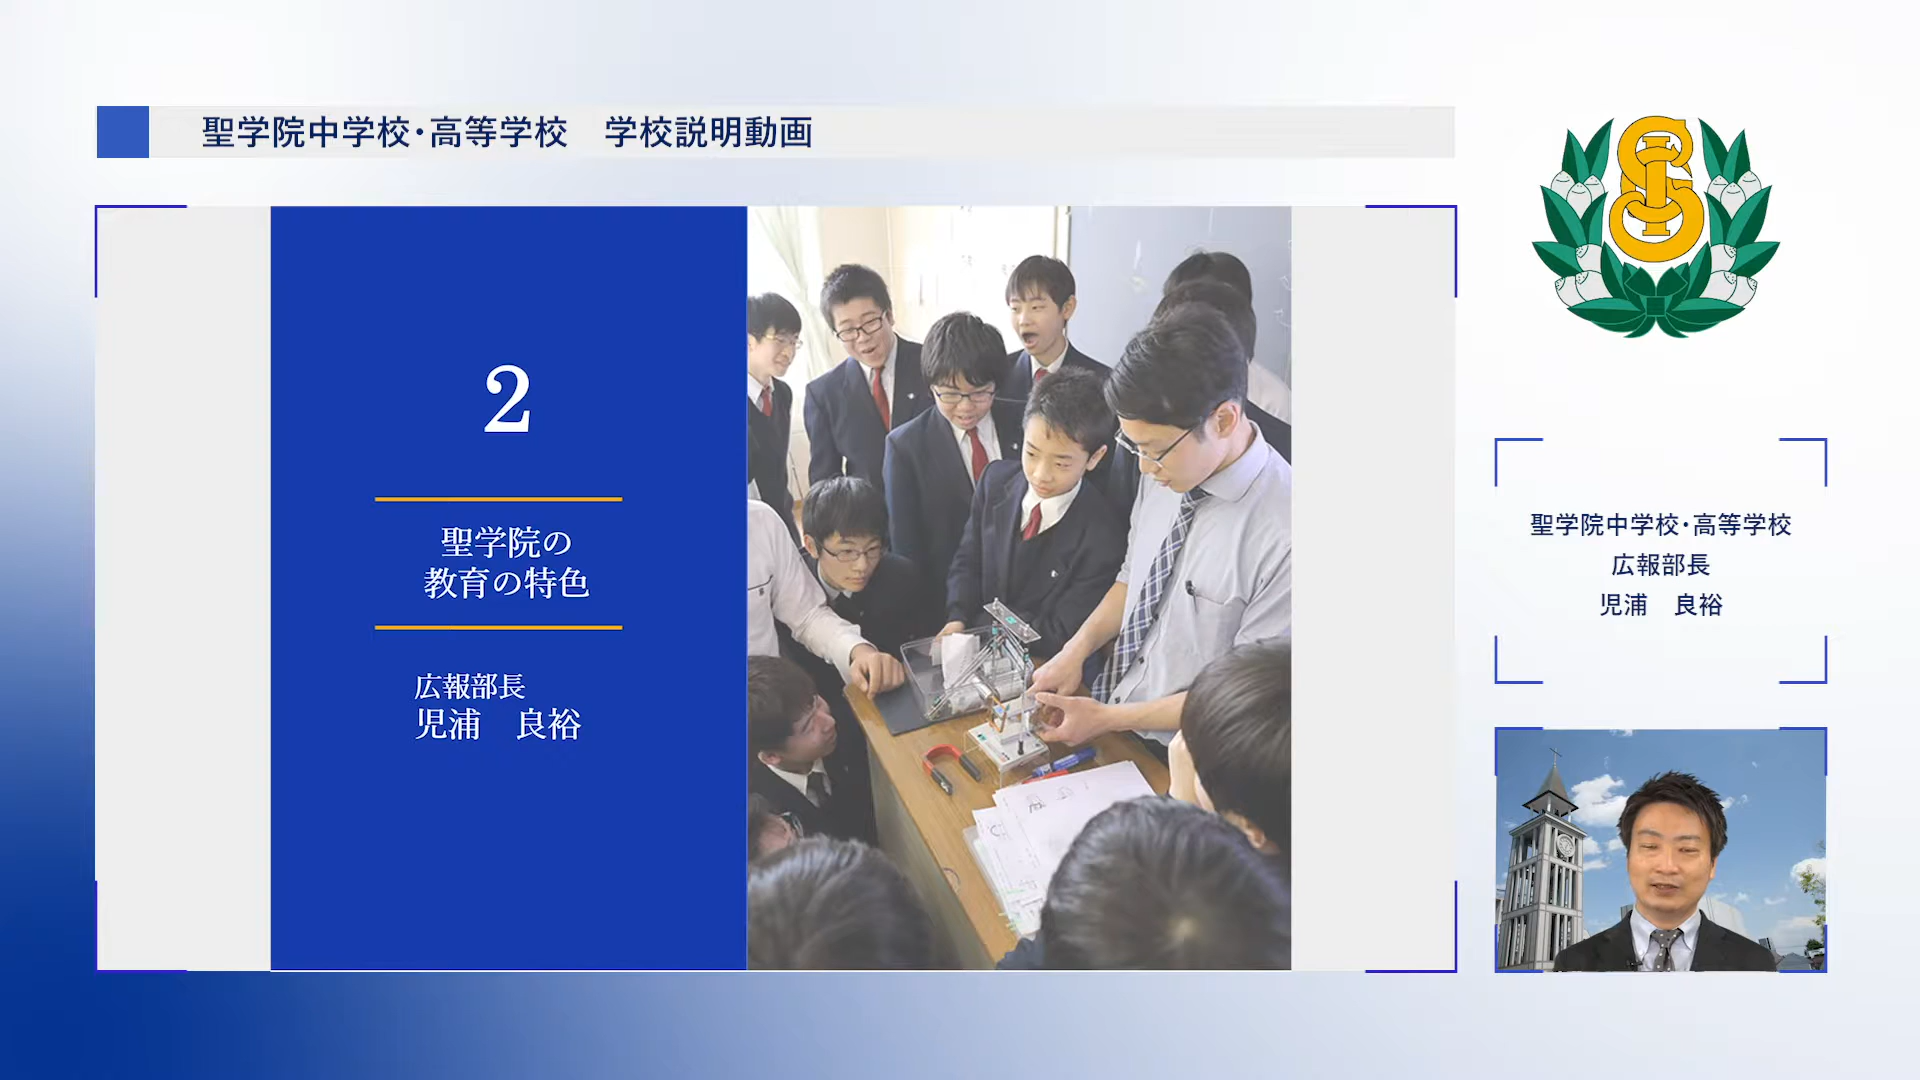 聖学院中学校・高等学校　学校説明動画
2
聖学院の
教育の特色
広報部長
児浦　良裕
聖学院中学校・高等学校
広報部長
児浦　良裕